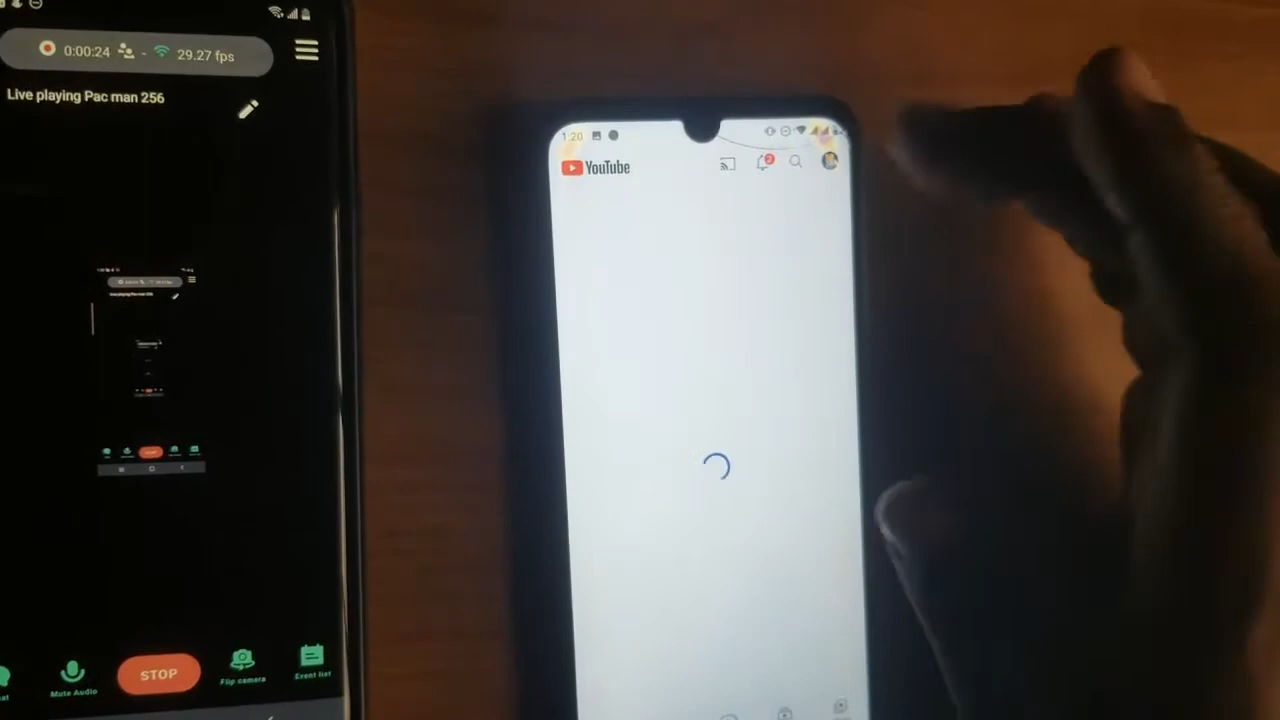 0:00:24 - 29.27 fps
Live playing Pac man 256
Mute Audio
STOP
Flip camera
Event list
1:20
2
YouTube